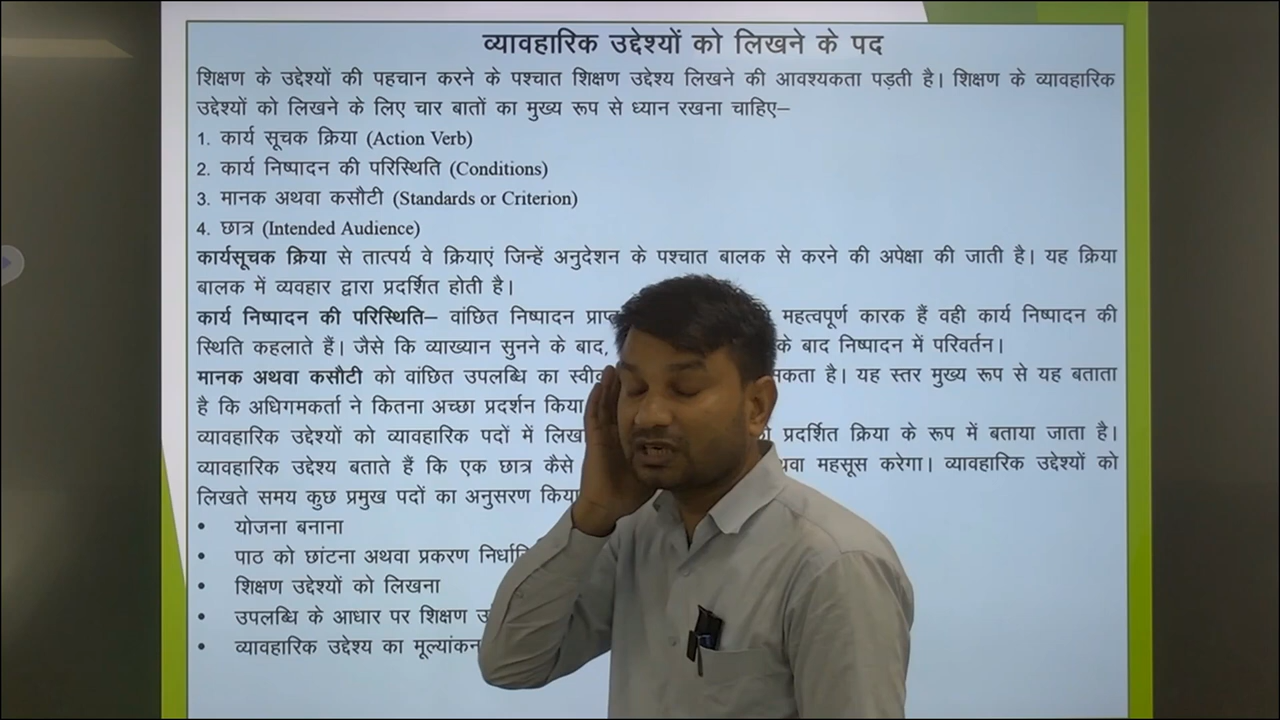 व्यावहारिक उद्देश्यों को लिखने के पद
शिक्षण के उद्देश्यों की पहचान करने के पश्चात शिक्षण उद्देश्य लिखने की आवश्यकता पड़ती है। शिक्षण के व्यावहारिक
उद्देश्यों को लिखने के लिए चार बातों का मुख्य रूप से ध्यान रखना चाहिए–
1. कार्य सूचक क्रिया (Action Verb)
2. कार्य निष्पादन की परिस्थिति (Conditions)
3. मानक अथवा कसौटी (Standards or Criterion)
4. छात्र (Intended Audience)
कार्यसूचक क्रिया से तात्पर्य वे क्रियाएं जिन्हें अनुदेशन के पश्चात बालक से करने की अपेक्षा की जाती है। यह क्रिया
बालक में व्यवहार द्वारा प्रदर्शित होती है।
कार्य निष्पादन की परिस्थिति– वांछित निष्पादन महत्वपूर्ण कारक हैं वही कार्य निष्पादन की
स्थिति कहलाते हैं। जैसे कि व्याख्यान सुनने के बाद, के बाद निष्पादन में परिवर्तन।
मानक अथवा कसौटी को वांछित उपलब्धि का सकता है। यह स्तर मुख्य रूप से यह बताता
है कि अधिगमकर्ता ने कितना अच्छा प्रदर्शन किया
व्यावहारिक उद्देश्यों को व्यावहारिक पदों में प्रदर्शित क्रिया के रूप में बताया जाता है।
व्यावहारिक उद्देश्य बताते हैं कि एक छात्र कैसे महसूस करेगा। व्यावहारिक उद्देश्यों को
लिखते समय कुछ प्रमुख पदों का अनुसरण
• योजना बनाना
• पाठ को छांटना अथवा प्रकरण
• शिक्षण उद्देश्यों को लिखना
• उपलब्धि के आधार पर शिक्षण
• व्यावहारिक उद्देश्य का